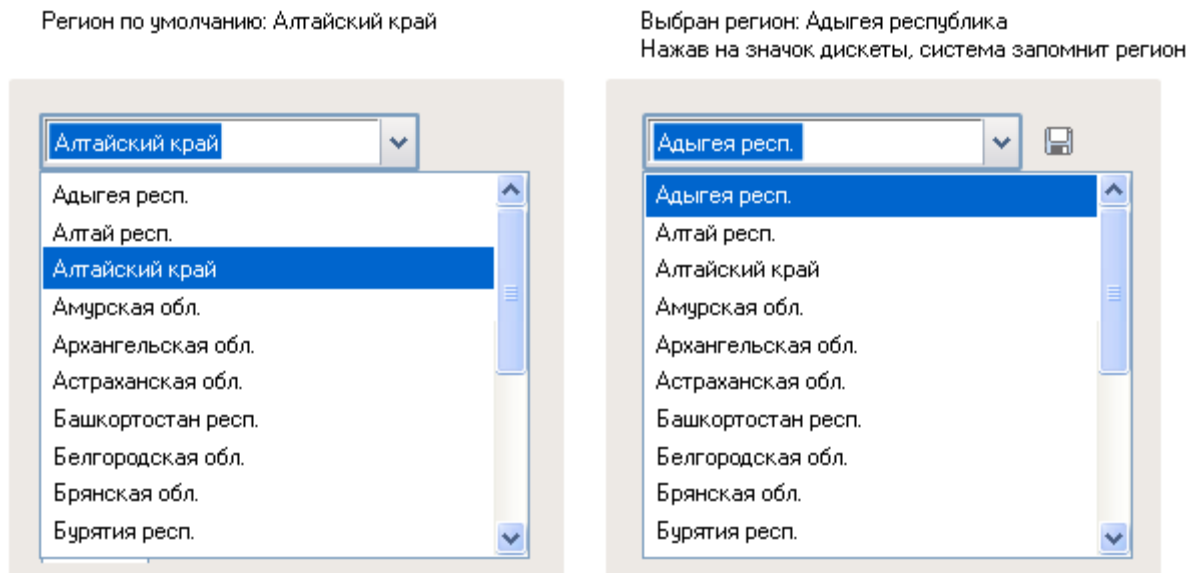 Регион по умолчанию: Алтайский край
Алтайский край
Адыгея респ.
Алтай респ.
Алтайский край
Амурская обл.
Архангельская обл.
Астраханская обл.
Башкортостан респ.
Белгородская обл.
Брянская обл.
Бурятия респ.
Выбран регион: Адыгея республика
Нажав на значок дискеты, система запомнит регион
Адыгея респ.
Адыгея респ.
Алтай респ.
Алтайский край
Амурская обл.
Архангельская обл.
Астраханская обл.
Башкортостан респ.
Белгородская обл.
Брянская обл.
Бурятия респ.